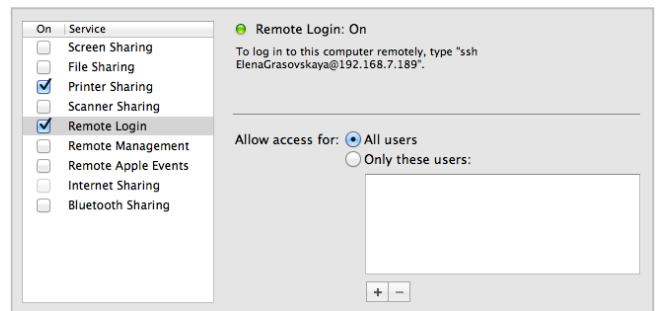 On Service
Screen Sharing
File Sharing
Printer Sharing
Scanner Sharing
Remote Login
Remote Management
Remote Apple Events
Internet Sharing
Bluetooth Sharing
Remote Login: On
To log in to this computer remotely, type "ssh
ElenaGrasovskaya@192.168.7.189".
Allow access for: All users
Only these users:
+ −